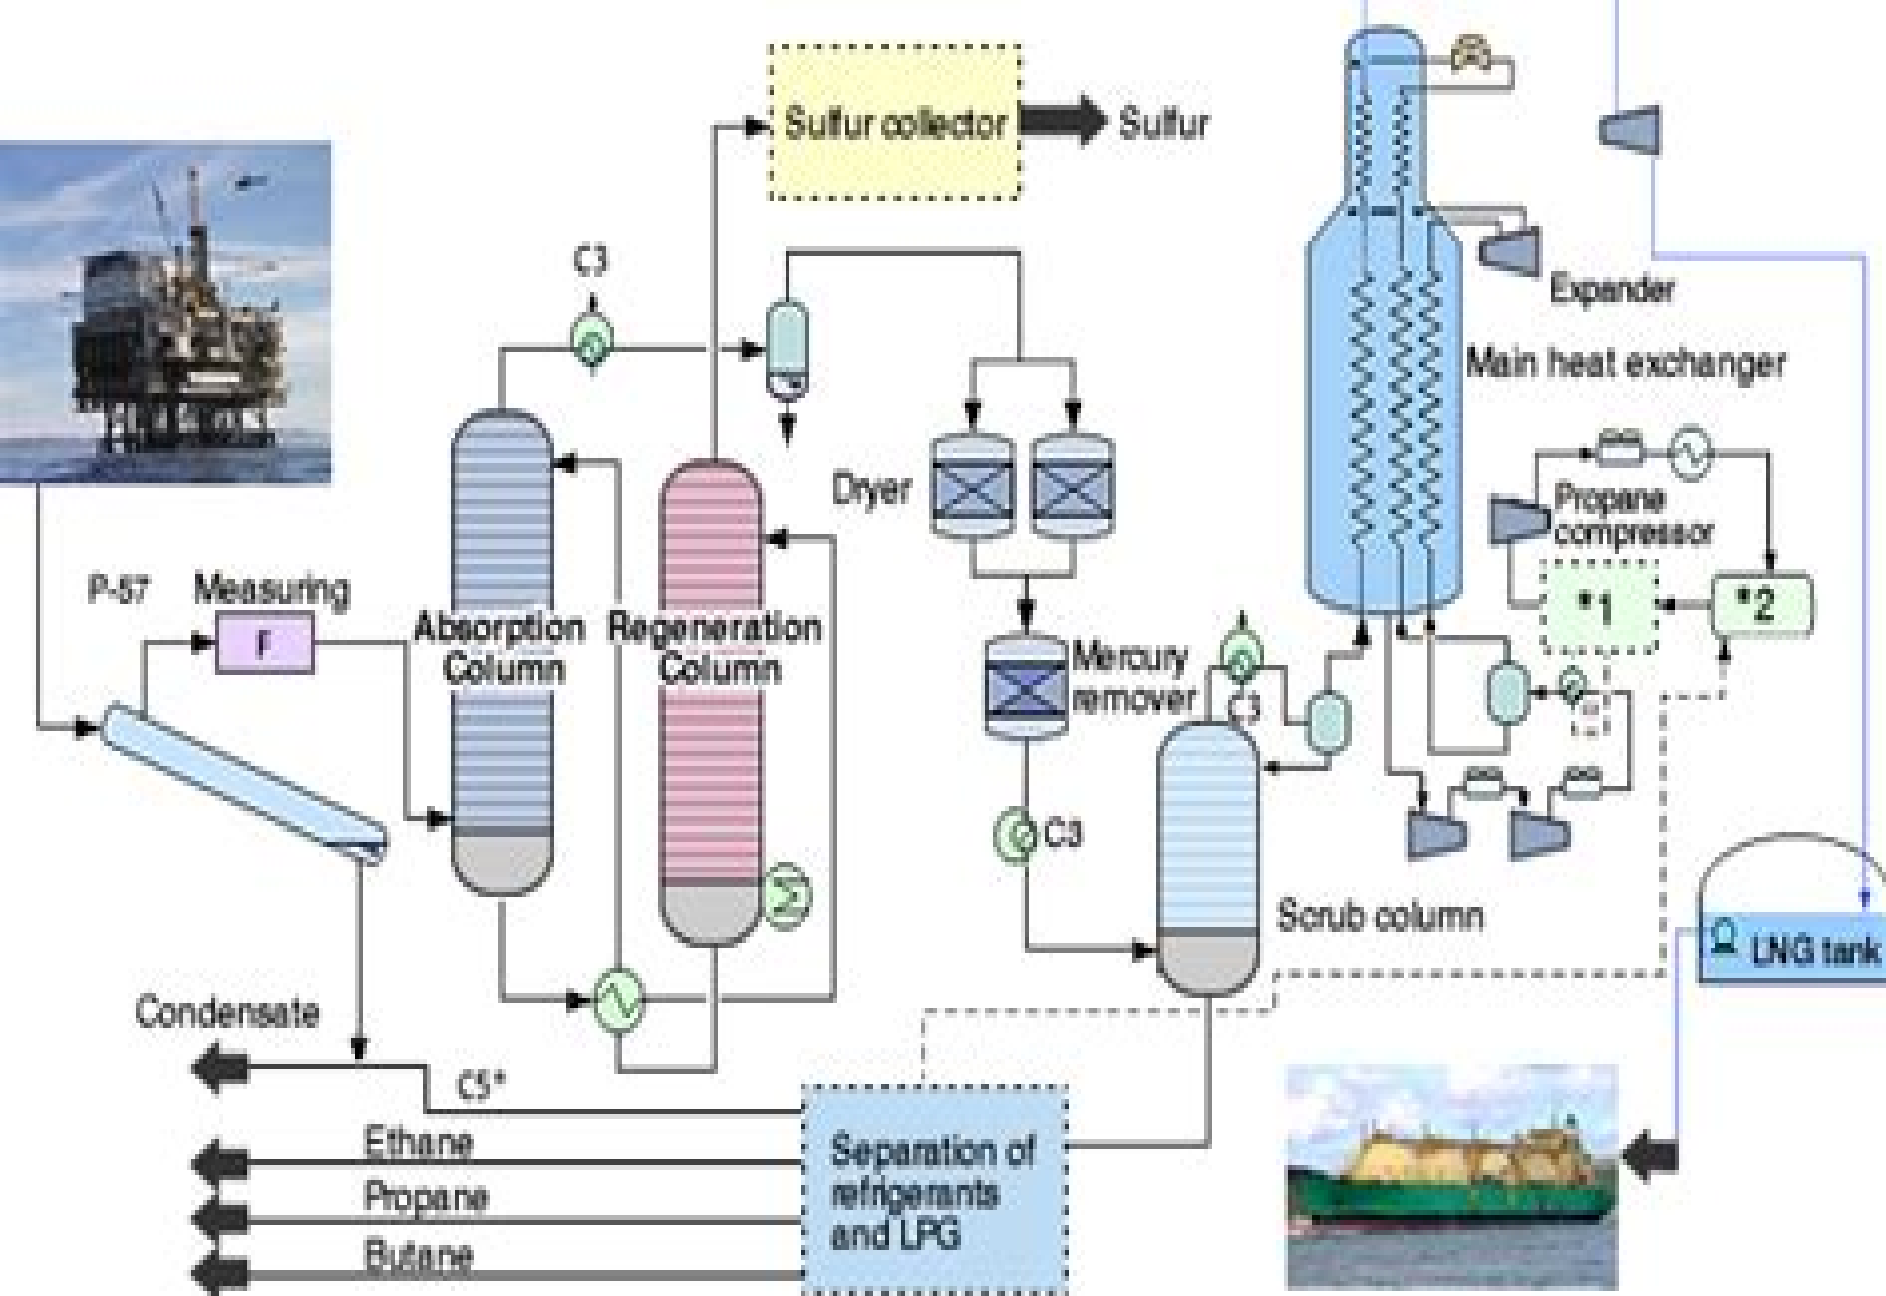 Sulfur collector
Sulfur
C3
Expander
Main heat exchanger
Dryer
Propane
compressor
P-57
Measuring
F
*1
*2
Absorption
Column
Regeneration
Column
Mercury
remover
C3
C3
Scrub column
LNG tank
Condensate
C5*
Ethane
Propane
Butane
Separation of
refrigerants
and LPG